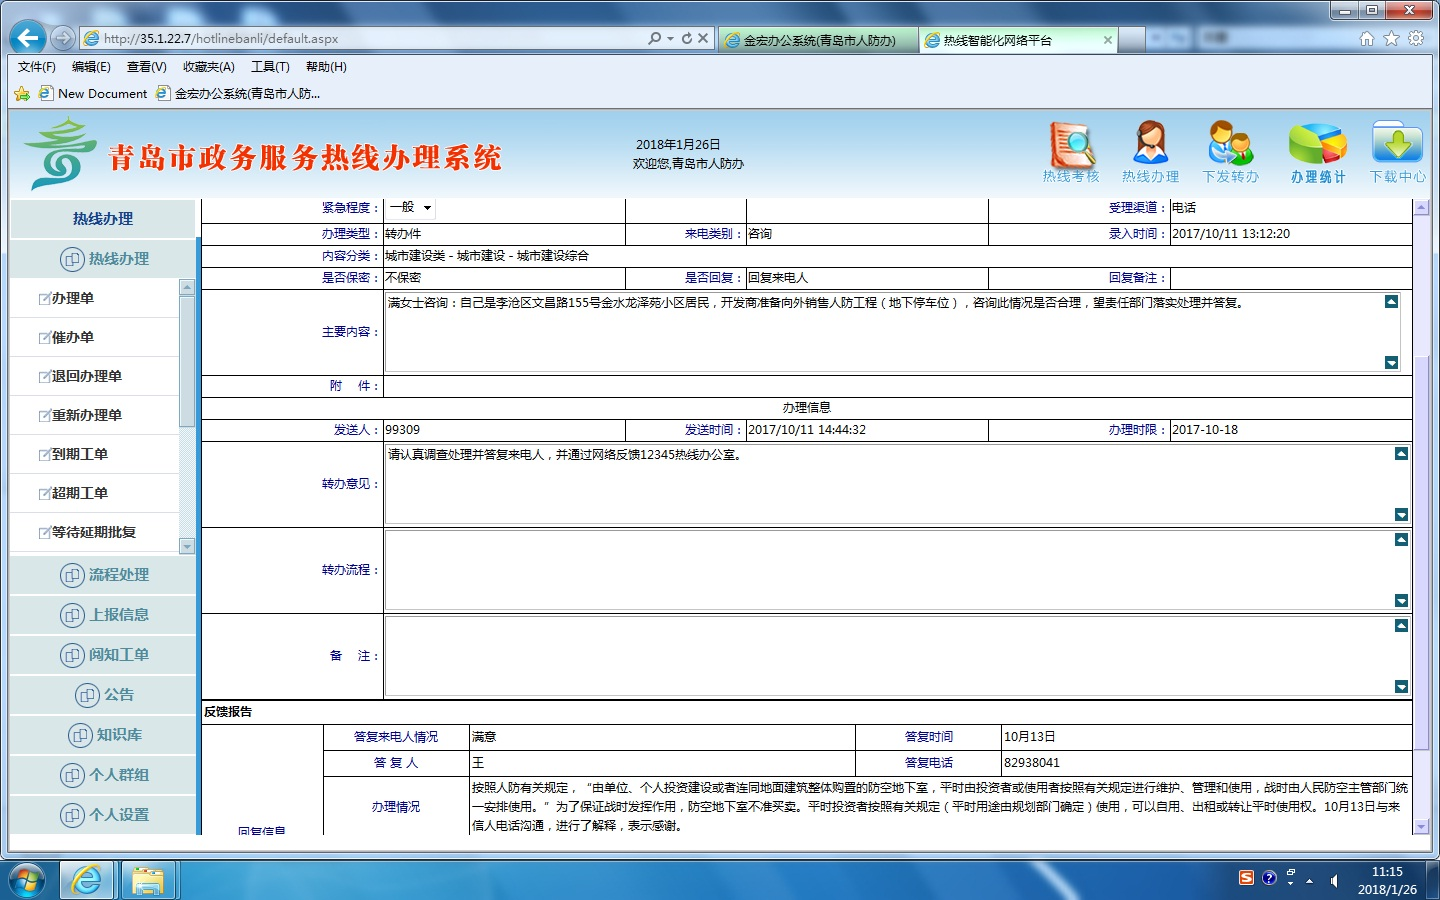 http://35.1.22.7/hotlinebanli/default.aspx
金宏办公系统(青岛市人防办)
热线智能化网络平台
文件(F) 编辑(E) 查看(V) 收藏夹(A) 工具(T) 帮助(H)
New Document 金宏办公系统(青岛市人防...
青岛市政务服务热线办理系统
2018年1月26日
欢迎您,青岛市人防办
热线考核 热线办理 下发转办 办理统计 下载中心
热线办理
热线办理
办理单
催办单
退回办理单
重新办理单
到期工单
超期工单
等待延期批复
流程处理
上报信息
阅知工单
公告
知识库
个人群组
个人设置
紧急程度： 一般 受理渠道： 电话
办理类型： 转办件 来电类别： 咨询 录入时间： 2017/10/11 13:12:20
内容分类： 城市建设类－城市建设－城市建设综合
是否保密： 不保密 是否回复： 回复来电人 回复备注：
主要内容： 满女士咨询：自己是李沧区文昌路155号金水龙泽苑小区居民，开发商准备向外销售人防工程（地下停车位），咨询此情况是否合理，望责任部门落实处理并答复。
附 件：
办理信息
发送人： 99309 发送时间： 2017/10/11 14:44:32 办理时限： 2017-10-18
转办意见： 请认真调查处理并答复来电人，并通过网络反馈12345热线办公室。
转办流程：
备 注：
反馈报告
答复来电人情况 满意 答复时间 10月13日
答 复 人 王 答复电话 82938041
办理情况
按照人防有关规定，“由单位、个人投资建设或者连同地面建筑整体购置的防空地下室，平时由投资者或使用者按照有关规定进行维护、管理和使用，战时由人民防空主管部门统
一安排使用。”为了保证战时发挥作用，防空地下室不准买卖。平时投资者按照有关规定（平时用途由规划部门确定）使用，可以自用、出租或转让平时使用权。10月13日与来
信人电话沟通，进行了解释，表示感谢。
回复信息
11:15
2018/1/26